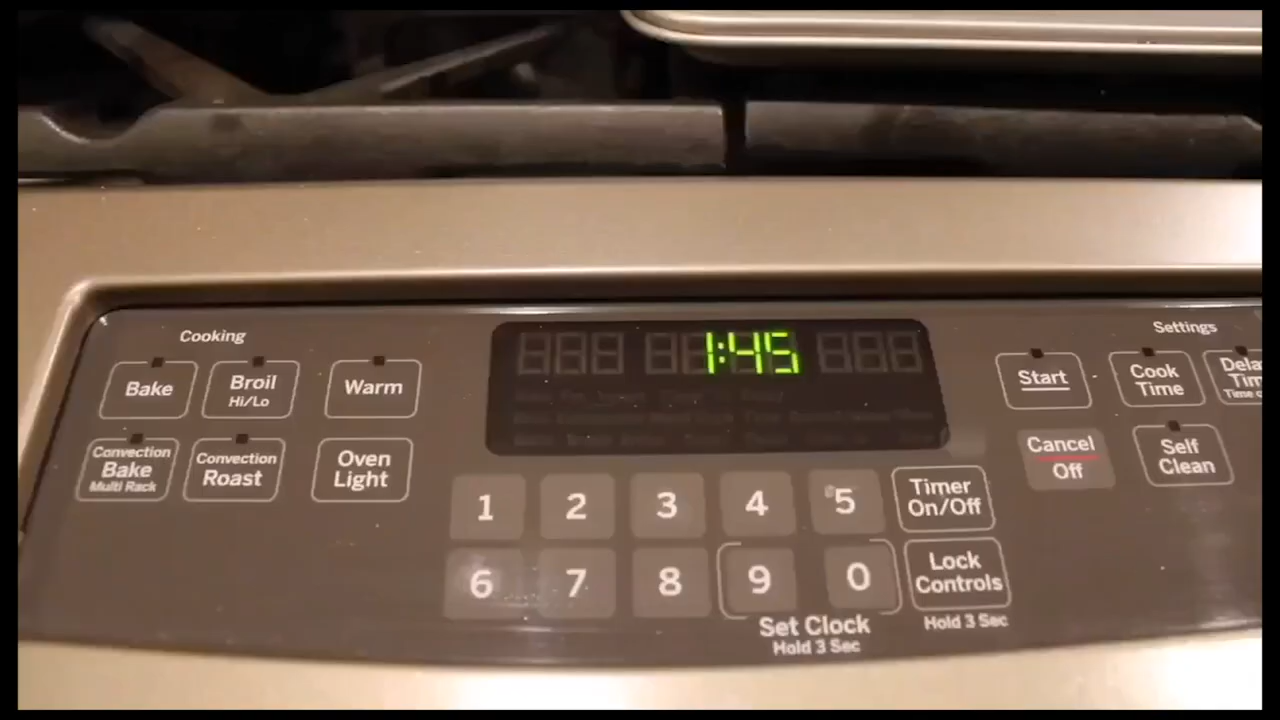 Cooking
Settings
1:45
Bake
Broil
Hi/Lo
Warm
Start
Cook
Time
Convection
Bake
Multi Rack
Convection
Roast
Oven
Light
Cancel
Off
Self
Clean
1 2 3 4 5
Timer
On/Off
6 7 8 9 0
Lock
Controls
Set Clock
Hold 3 Sec
Hold 3 Sec